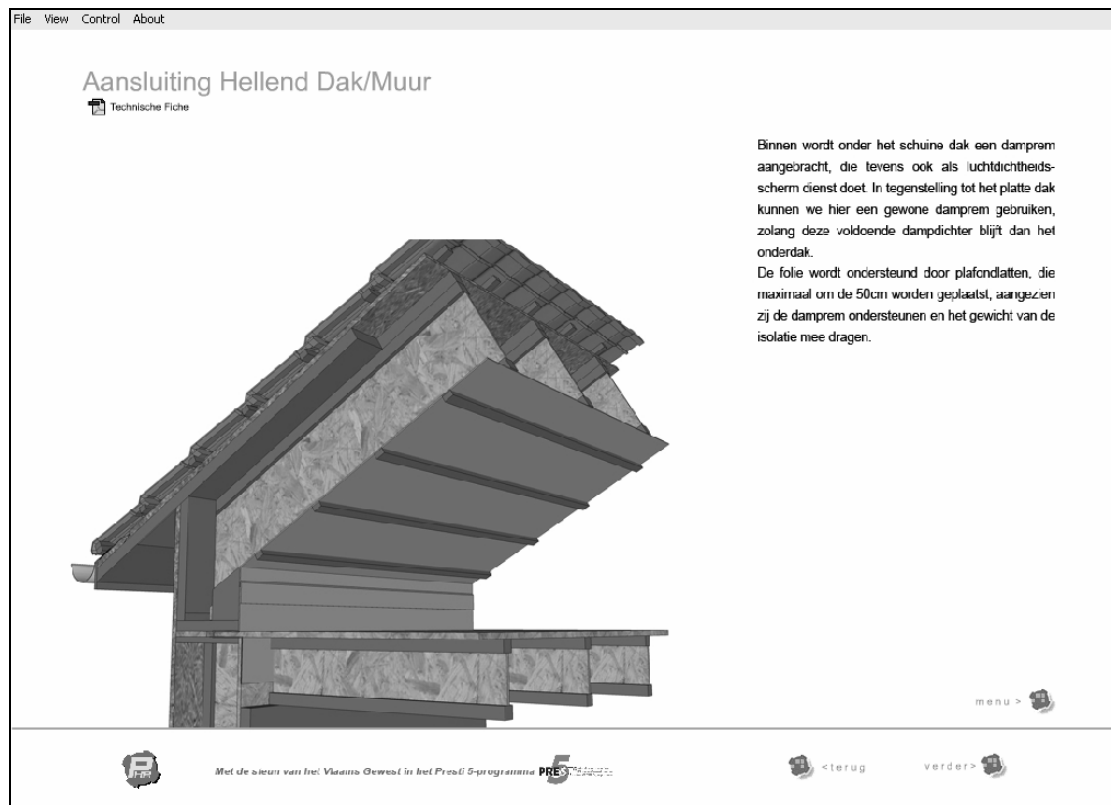 File View Control About
Aansluiting Hellend Dak/Muur
Technische Fiche
Binnen wordt onder het schuine dak een damprem
aangebracht, die tevens ook als luchtdichtheids-
scherm dienst doet. In tegenstelling tot het platte dak
kunnen we hier een gewone damprem gebruiken,
zolang deze voldoende dampdichter blijft dan het
onderdak.
De folie wordt ondersteund door plafondlatten, die
maximaal om de 50cm worden geplaatst, aangezien
zij de damprem ondersteunen en het gewicht van de
isolatie mee dragen.
menu >
PHP
Met de steun van het Vlaams Gewest in het Presti 5-programma PRE5
<terug
verder>